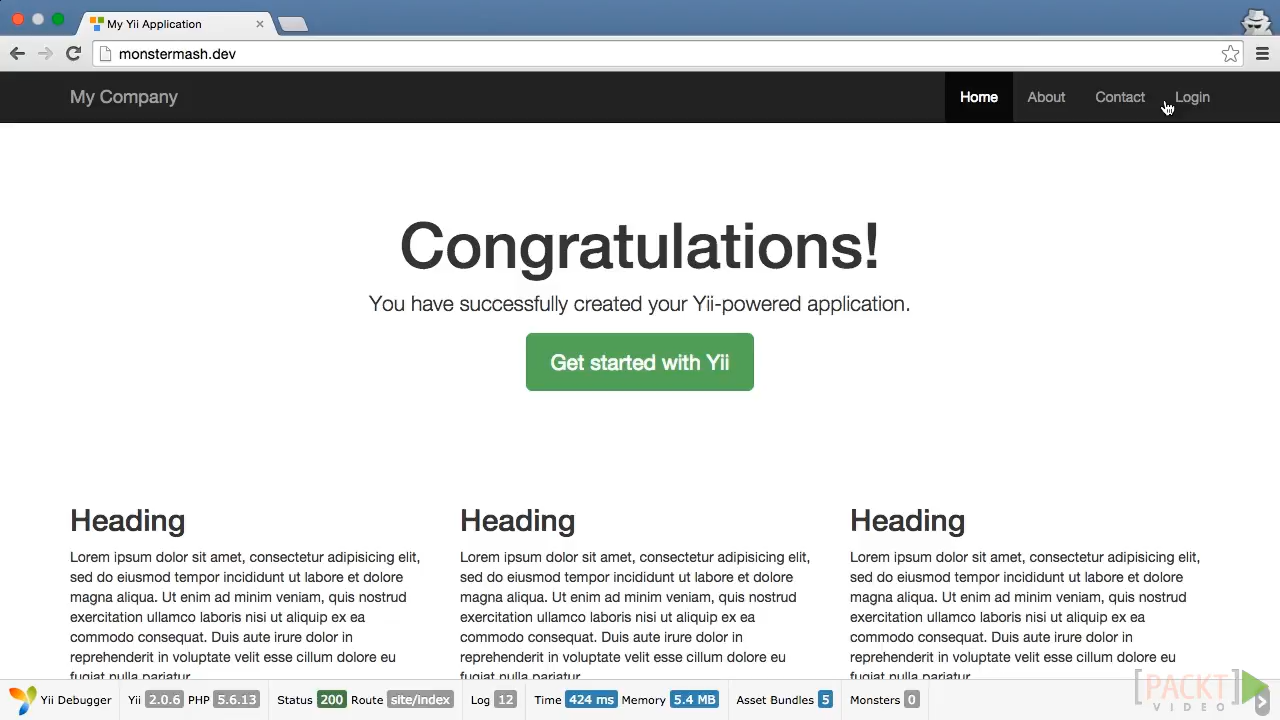 My Yii Application
monstermash.dev
My Company Home About Contact Login
Congratulations!
You have successfully created your Yii-powered application.
Get started with Yii
Heading
Lorem ipsum dolor sit amet, consectetur adipisicing elit,
sed do eiusmod tempor incididunt ut labore et dolore
magna aliqua. Ut enim ad minim veniam, quis nostrud
exercitation ullamco laboris nisi ut aliquip ex ea
commodo consequat. Duis aute irure dolor in
reprehenderit in voluptate velit esse cillum dolore eu
fugiat nulla pariatur
Heading
Lorem ipsum dolor sit amet, consectetur adipisicing elit,
sed do eiusmod tempor incididunt ut labore et dolore
magna aliqua. Ut enim ad minim veniam, quis nostrud
exercitation ullamco laboris nisi ut aliquip ex ea
commodo consequat. Duis aute irure dolor in
reprehenderit in voluptate velit esse cillum dolore eu
fugiat nulla pariatur
Heading
Lorem ipsum dolor sit amet, consectetur adipisicing elit,
sed do eiusmod tempor incididunt ut labore et dolore
magna aliqua. Ut enim ad minim veniam, quis nostrud
exercitation ullamco laboris nisi ut aliquip ex ea
commodo consequat. Duis aute irure dolor in
reprehenderit in voluptate velit esse cillum dolore eu
fugiat nulla pariatur
Yii Debugger Yii 2.0.6 PHP 5.6.13 Status 200 Route site/index Log 12 Time 424 ms Memory 5.4 MB Asset Bundles 5 Monsters 0
PACKT
VIDEO